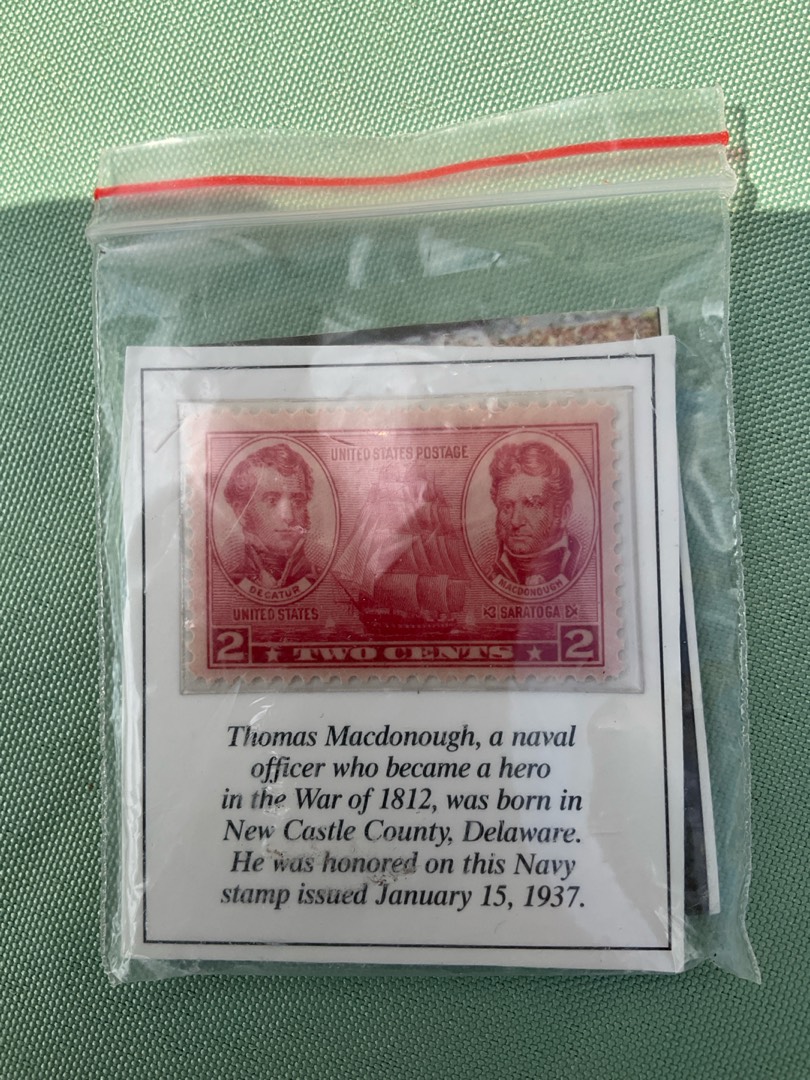 UNITED STATES POSTAGE
DECATUR
MACDONOUGH
UNITED STATES
SARATOGA
2 TWO CENTS 2
Thomas Macdonough, a naval
officer who became a hero
in the War of 1812, was born in
New Castle County, Delaware.
He was honored on this Navy
stamp issued January 15, 1937.